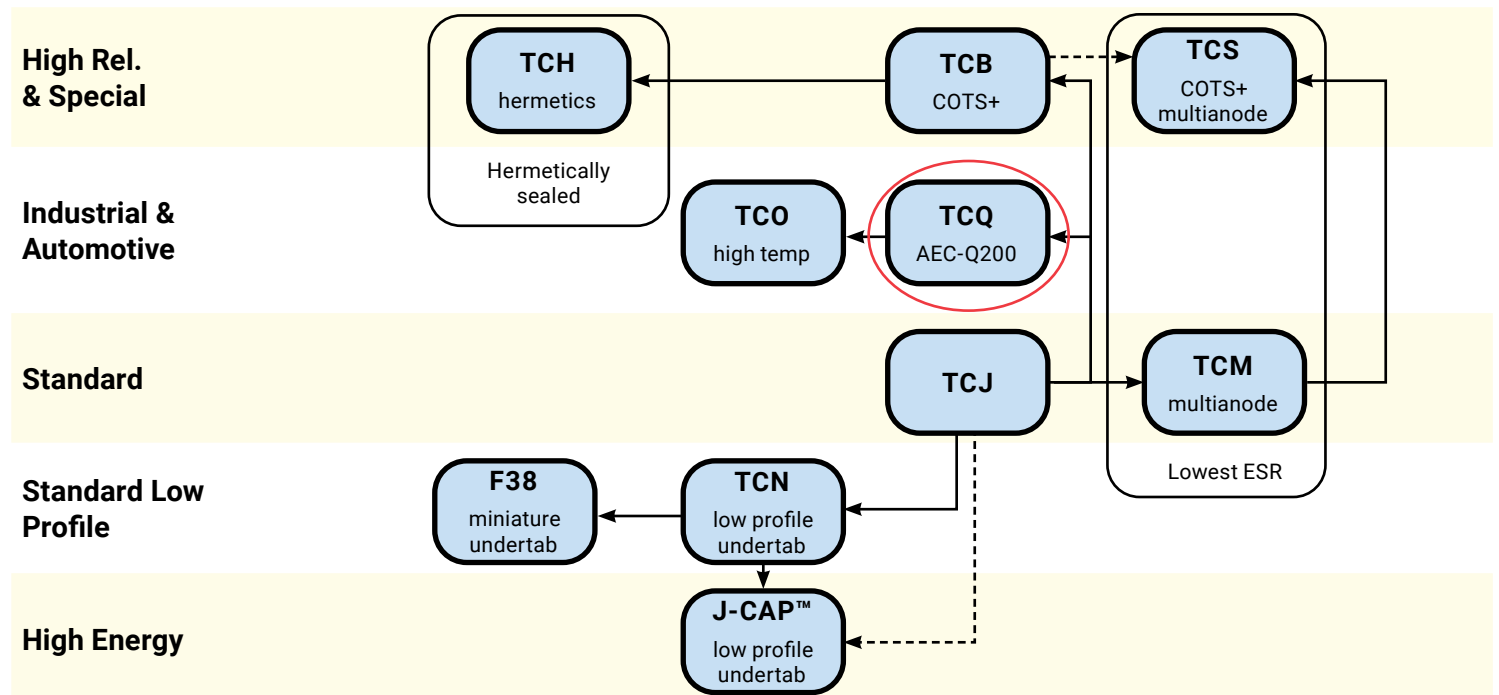 High Rel.
& Special
TCH
hermetics
Hermetically
sealed
TCB
COTS+
TCS
COTS+
multianode
Industrial &
Automotive
TCO
high temp
TCQ
AEC-Q200
Standard
TCJ
TCM
multianode
Lowest ESR
Standard Low
Profile
F38
miniature
undertab
TCN
low profile
undertab
High Energy
J-CAP™
low profile
undertab